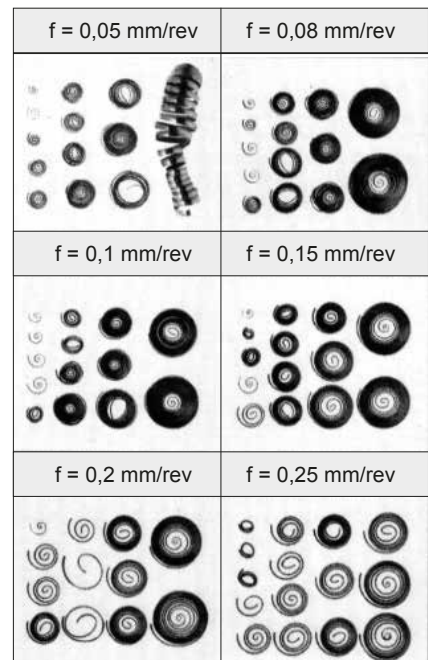 f = 0,05 mm/rev
f = 0,08 mm/rev
f = 0,1 mm/rev
f = 0,15 mm/rev
f = 0,2 mm/rev
f = 0,25 mm/rev